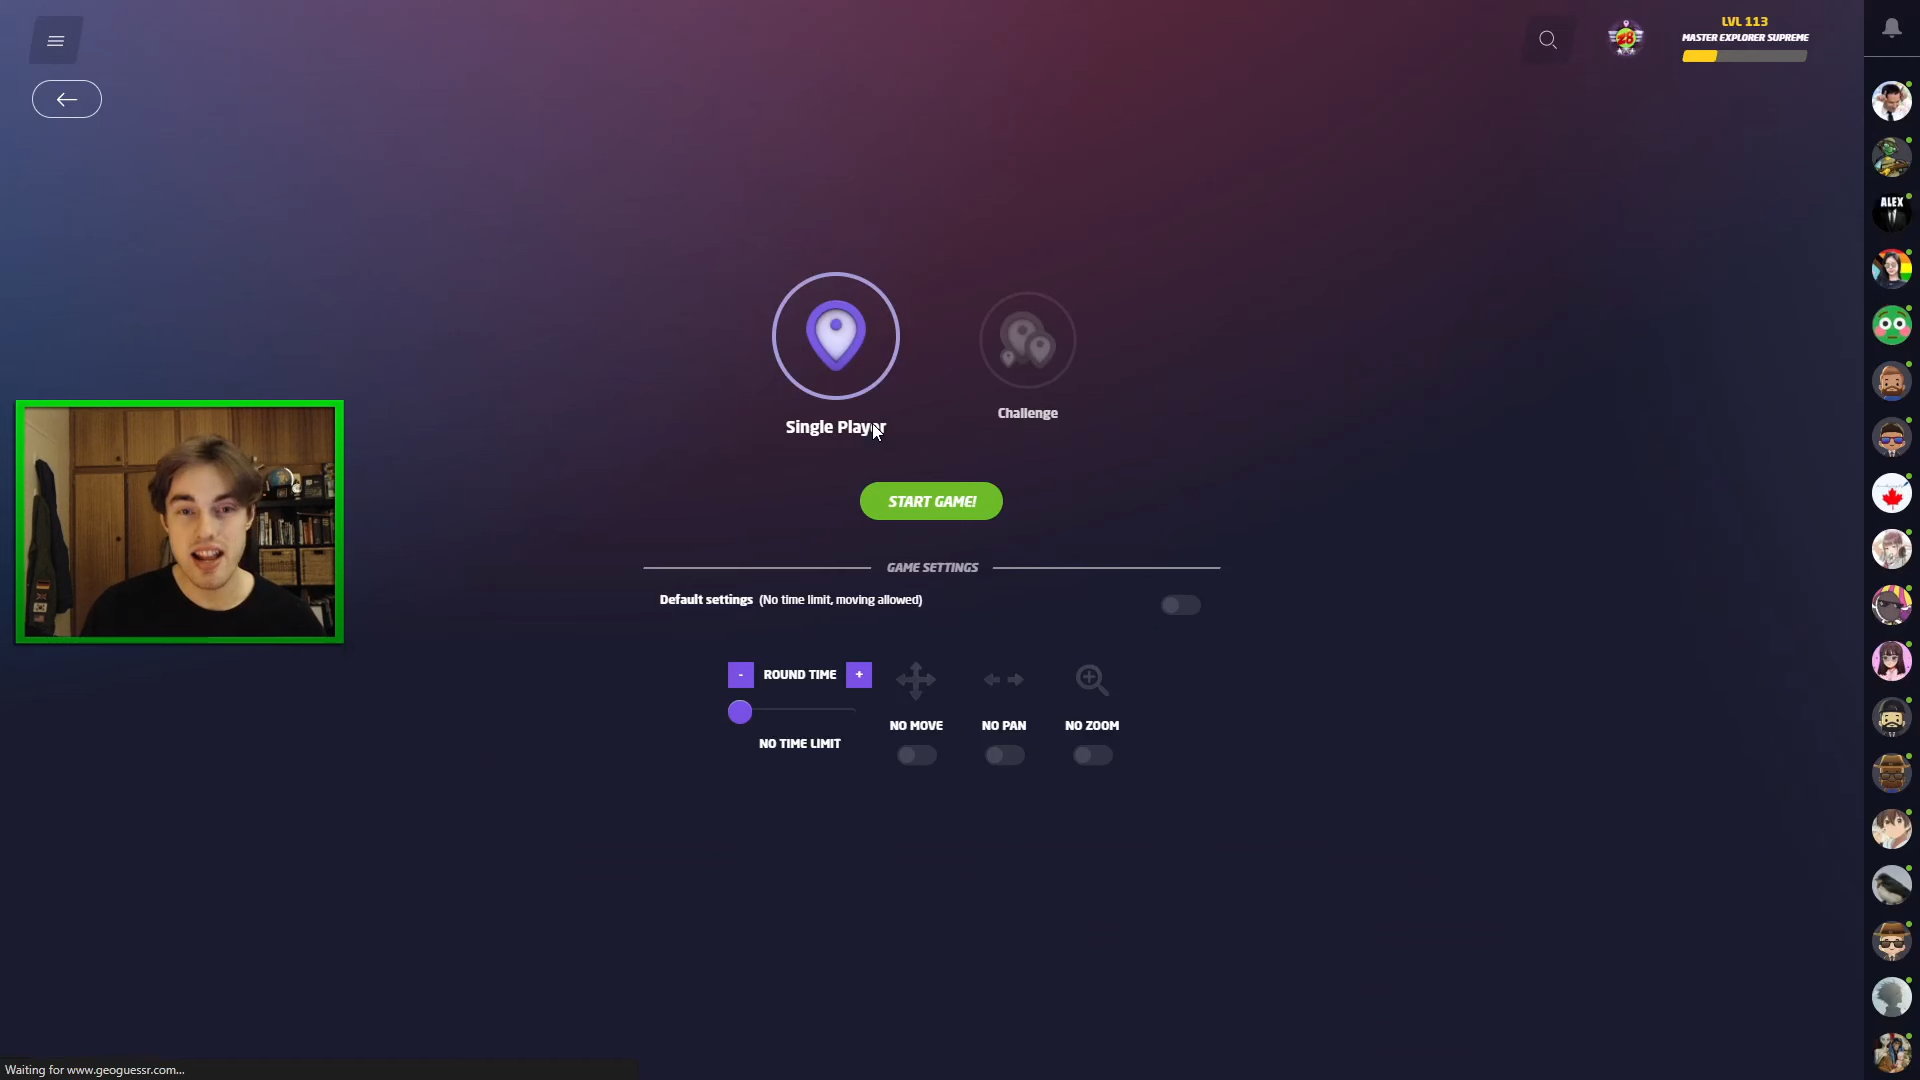 LVL 113
MASTER EXPLORER SUPREME
28
ALEX
Single Player
Challenge
START GAME!
GAME SETTINGS
Default settings (No time limit, moving allowed)
- ROUND TIME +
NO TIME LIMIT
NO MOVE
NO PAN
NO ZOOM
Waiting for www.geoguessr.com...